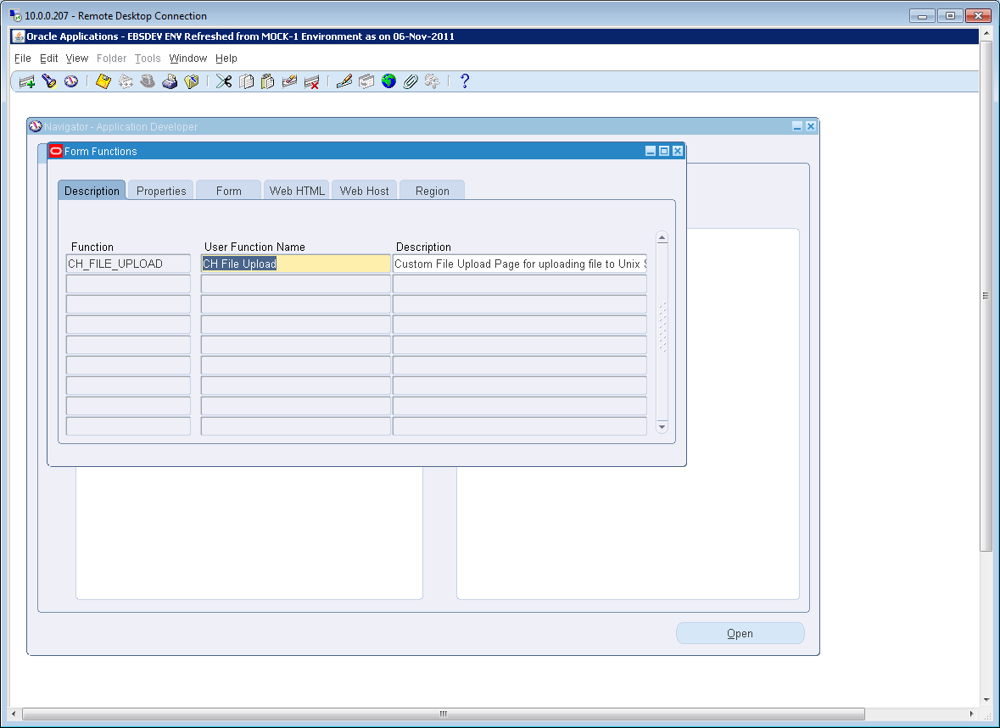 10.0.0.207 - Remote Desktop Connection
Oracle Applications - EBSDEV ENV Refreshed from MOCK-1 Environment as on 06-Nov-2011
File Edit View Folder Tools Window Help
?
Navigator - Application Developer
Form Functions
Description Properties Form Web HTML Web Host Region
Function User Function Name Description
CH_FILE_UPLOAD CH File Upload Custom File Upload Page for uploading file to Unix
Open